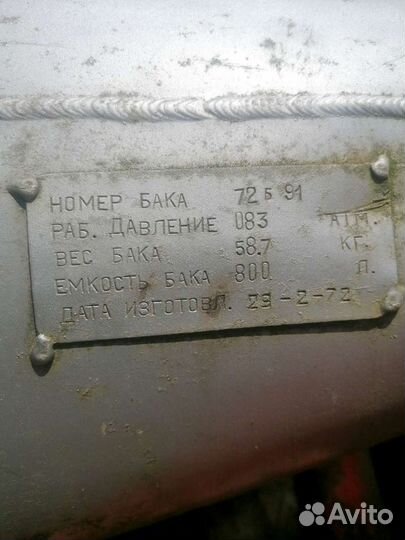 НОМЕР БАКА 72 Б 91
РАБ. ДАВЛЕНИЕ 083 АТМ.
ВЕС БАКА 58.7 КГ.
ЕМКОСТЬ БАКА 800 Л.
ДАТА ИЗГОТОВЛ. 29-2-72
Avito